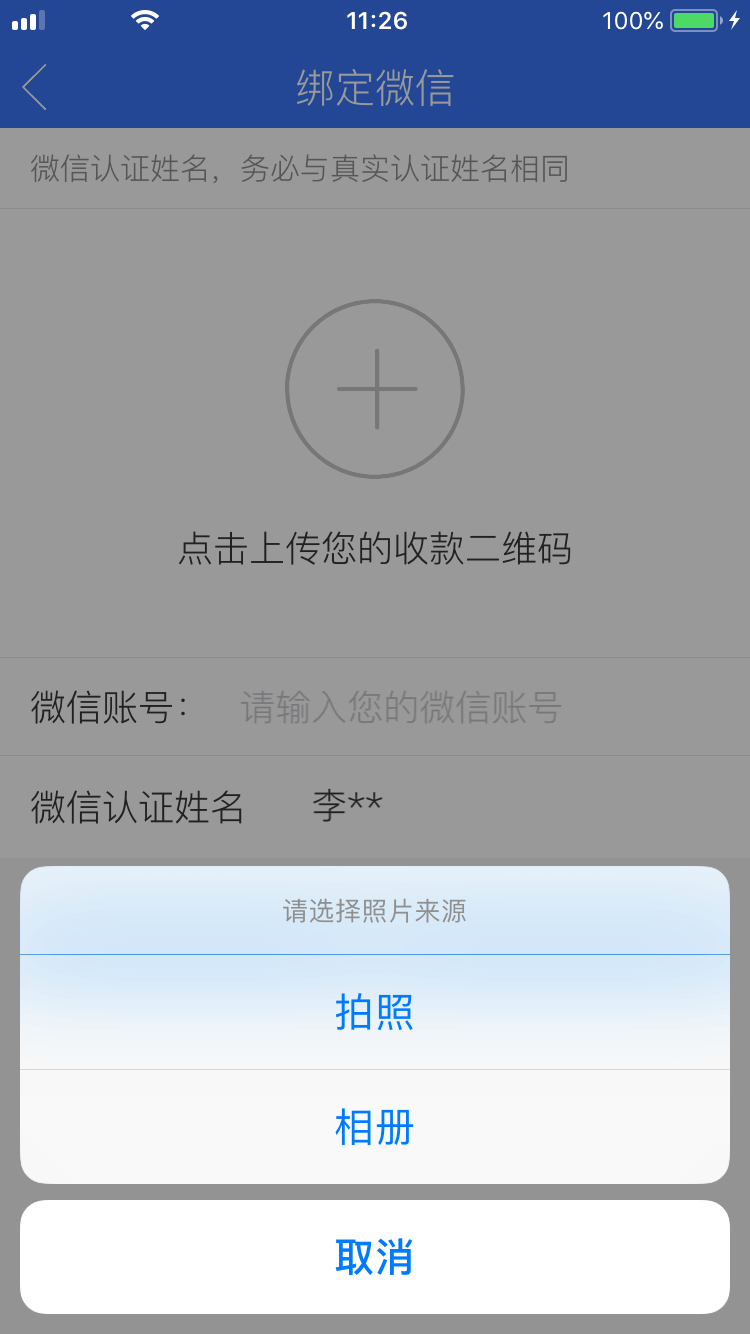 11:26
100%
绑定微信
微信认证姓名，务必与真实认证姓名相同
点击上传您的收款二维码
微信账号：
请输入您的微信账号
微信认证姓名
李**
请选择照片来源
拍照
相册
取消